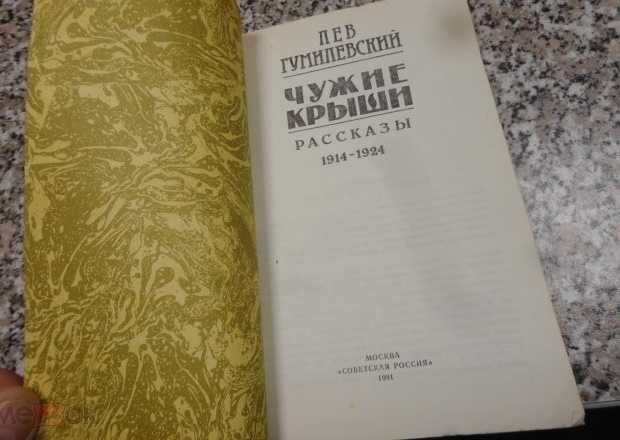 ЛЕВ
ГУМИЛЕВСКИЙ
ЧУЖИЕ
КРЫШИ
РАССКАЗЫ
1914-1924
МОСКВА
«СОВЕТСКАЯ РОССИЯ»
1991